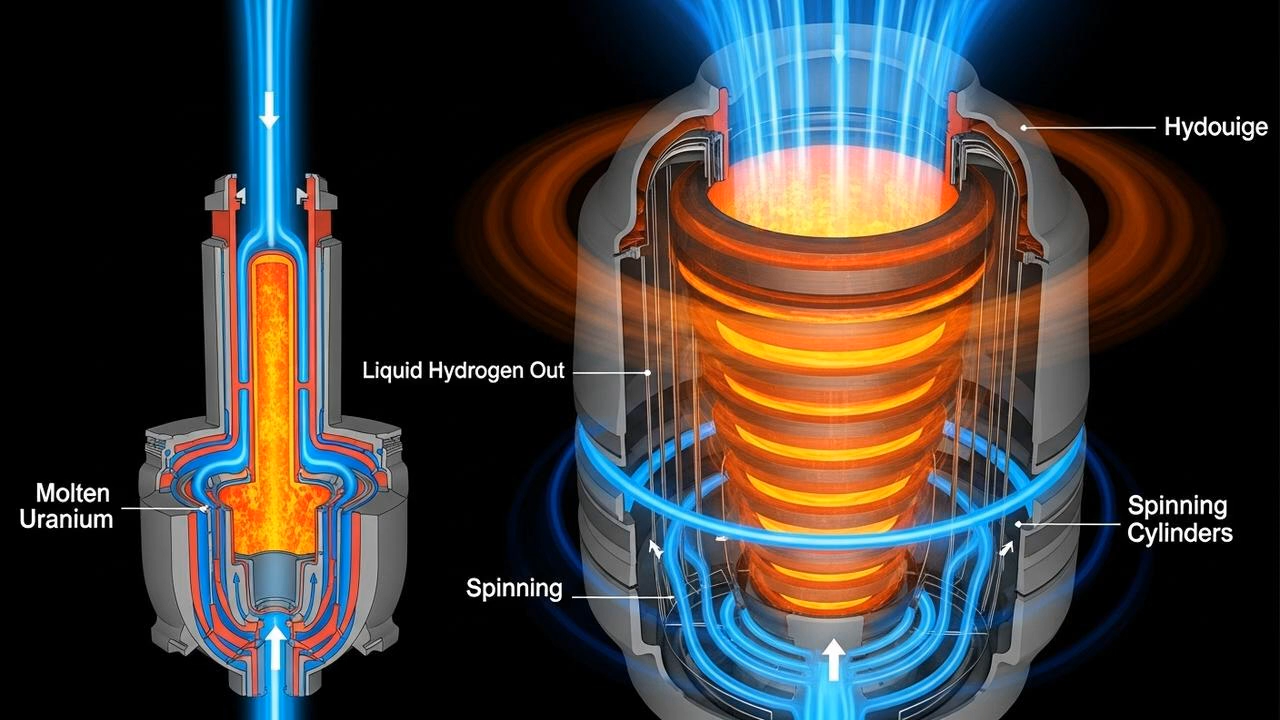 Hydouige
Liquid Hydrogen Out
Molten
Uranium
Spinning
Cylinders
Spinning